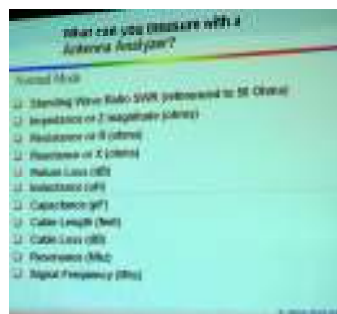 What can you measure with a
Antenna Analyzer?
Normal Mode
Standing Wave Ratio SWR (referenced to 50 Ohms)
Impedance or Z magnitude (ohms)
Resistance or R (ohms)
Reactance or X (ohms)
Return Loss (dB)
Inductance (uH)
Capacitance (pF)
Cable Length (feet)
Cable Loss (dB)
Resonance (Mhz)
Signal Frequency (Mhz)